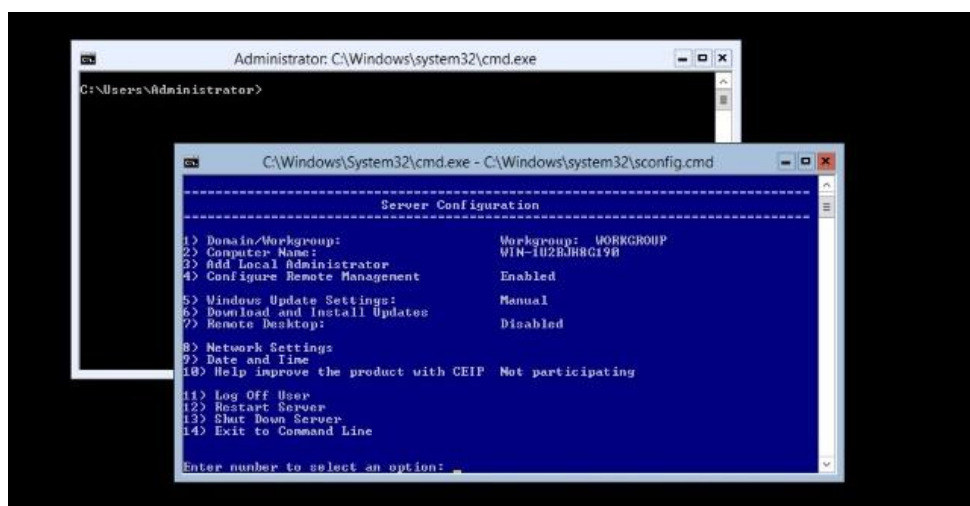 Administrator: C:\Windows\system32\cmd.exe
C:\Users\Administrator>
C:\Windows\System32\cmd.exe - C:\Windows\system32\sconfig.cmd
Server Configuration
1) Domain/Workgroup: Workgroup: WORKGROUP
2) Computer Name: WIN-1U2BJH8G190
3) Add Local Administrator
4) Configure Remote Management Enabled
5) Windows Update Settings: Manual
6) Download and Install Updates
7) Remote Desktop: Disabled
8) Network Settings
9) Date and Time
10) Help improve the product with CEIP Not participating
11) Log Off User
12) Restart Server
13) Shut Down Server
14) Exit to Command Line
Enter number to select an option: _